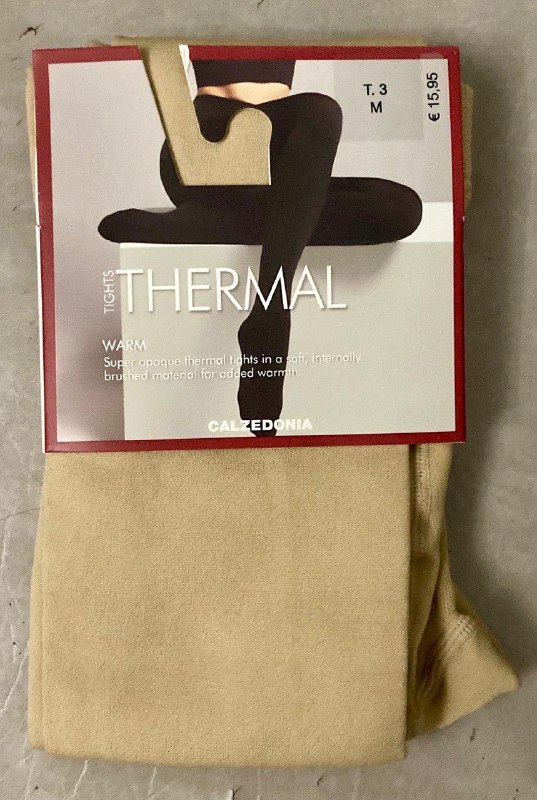 T. 3
M
€ 15,95
TIGHTS
THERMAL
WARM
Super opaque thermal tights in a soft, internally
brushed material for added warmth.
CALZEDONIA